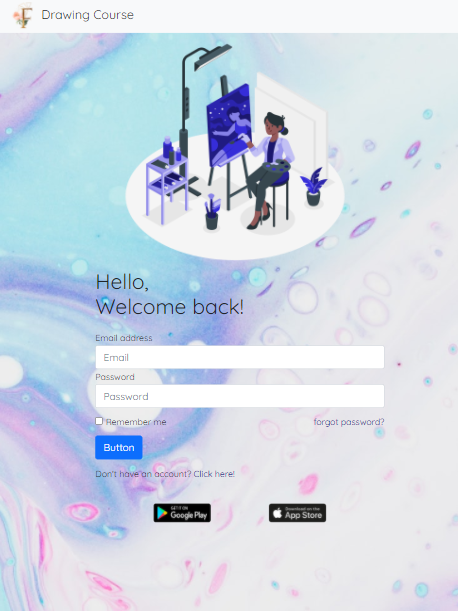 Drawing Course
Hello,
Welcome back!
Email address
Email
Password
Password
Remember me
forgot password?
Button
Don't have an account? Click here!
GET IT ON
Google Play
Download on the
App Store